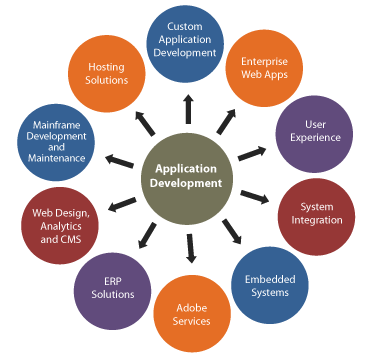 Custom
Application
Development
Enterprise
Web Apps
User
Experience
System
Integration
Embedded
Systems
Adobe
Services
ERP
Solutions
Web Design,
Analytics
and CMS
Mainframe
Development
and
Maintenance
Hosting
Solutions
Application
Development